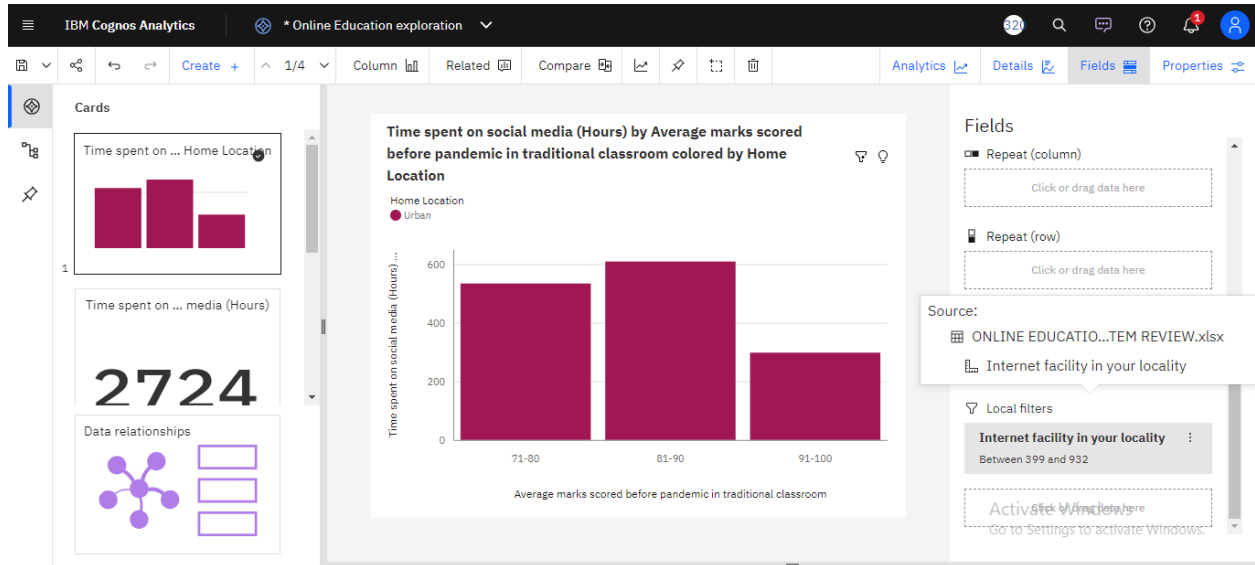 IBM Cognos Analytics
* Online Education exploration
320
1
Create +
1/4
Column
Related
Compare
Analytics
Details
Fields
Properties
Cards
Time spent on ... Home Location
1
Time spent on ... media (Hours)
2724
Data relationships
Time spent on social media (Hours) by Average marks scored
before pandemic in traditional classroom colored by Home
Location
Home Location
Urban
Time spent on social media (Hours) ...
600
400
200
0
71-80
81-90
91-100
Average marks scored before pandemic in traditional classroom
Fields
Repeat (column)
Click or drag data here
Repeat (row)
Click or drag data here
Source:
ONLINE EDUCATIO...TEM REVIEW.xlsx
Internet facility in your locality
Local filters
Internet facility in your locality
Between 399 and 932
Click or drag data here
Activate Windows
Go to Settings to activate Windows.